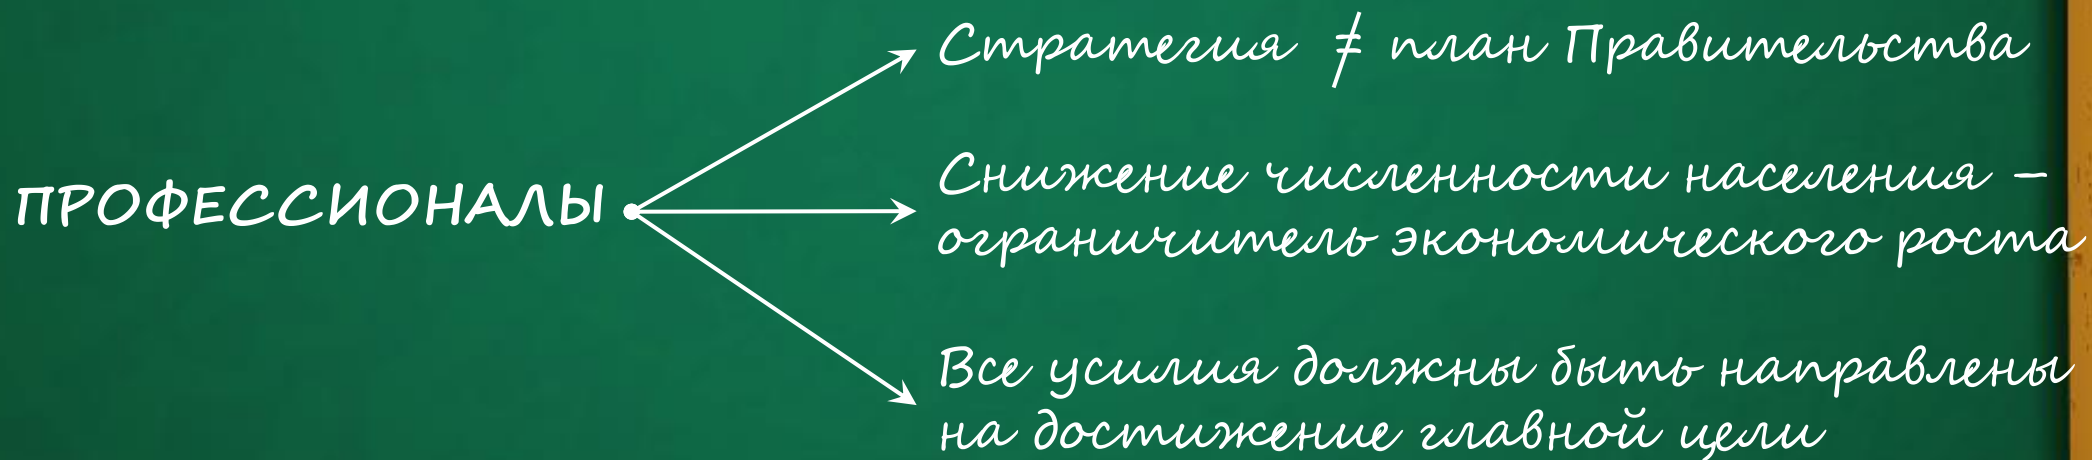 ПРОФЕССИОНАЛЫ
Стратегия ≠ план Правительства
Снижение численности населения –
ограничитель экономического роста
Все усилия должны быть направлены
на достижение главной цели